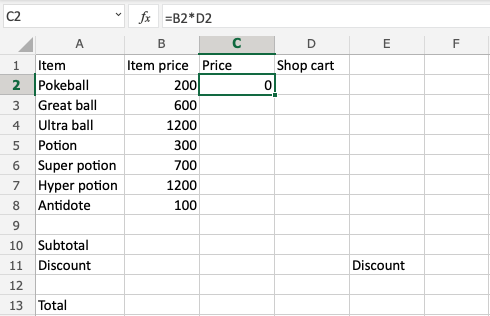 C2 fx =B2*D2
A B C D E F
1 Item Item price Price Shop cart
2 Pokeball 200 0
3 Great ball 600
4 Ultra ball 1200
5 Potion 300
6 Super potion 700
7 Hyper potion 1200
8 Antidote 100
9
10 Subtotal
11 Discount Discount
12
13 Total